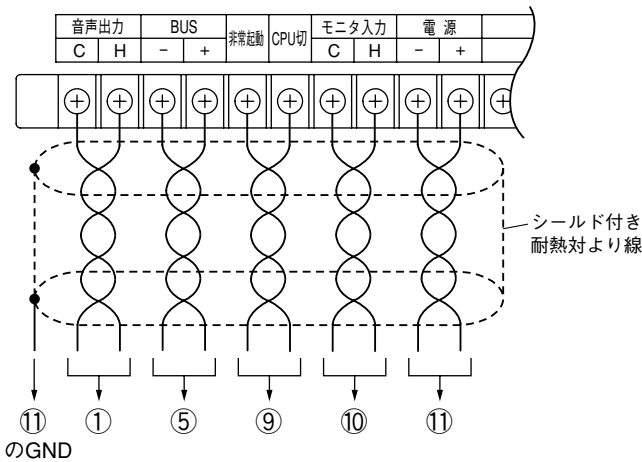 音声出力 BUS 非常起動 CPU切 モニタ入力 電 源
C H − + C H − +
シールド付き
耐熱対より線
⑪ ① ⑤ ⑨ ⑩ ⑪
のGND